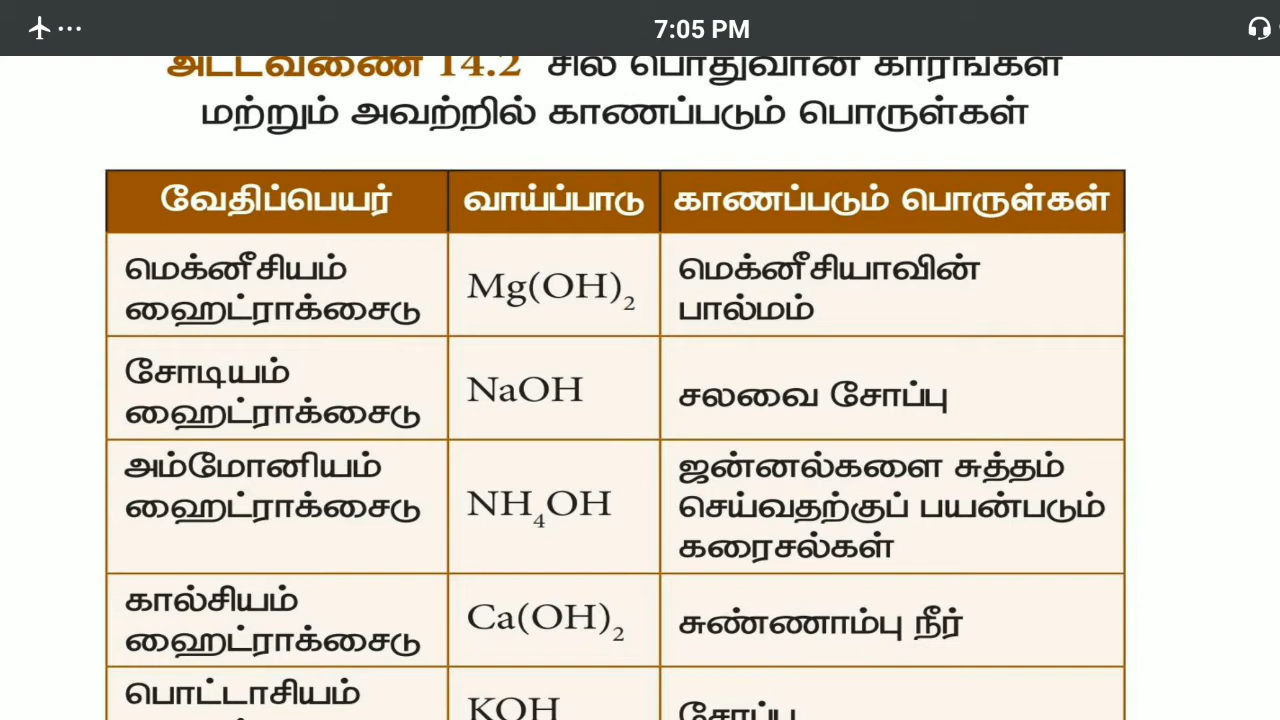 7:05 PM
அட்டவணை 14.2 சில பொதுவான காரங்கள்
மற்றும் அவற்றில் காணப்படும் பொருள்கள்
வேதிப்பெயர் வாய்ப்பாடு காணப்படும் பொருள்கள்
மெக்னீசியம்
ஹைட்ராக்சைடு
Mg(OH)₂
மெக்னீசியாவின்
பால்மம்
சோடியம்
ஹைட்ராக்சைடு
NaOH
சலவை சோப்பு
அம்மோனியம்
ஹைட்ராக்சைடு
NH₄OH
ஜன்னல்களை சுத்தம்
செய்வதற்குப் பயன்படும்
கரைசல்கள்
கால்சியம்
ஹைட்ராக்சைடு
Ca(OH)₂
சுண்ணாம்பு நீர்
பொட்டாசியம்
KOH
சோப்பு